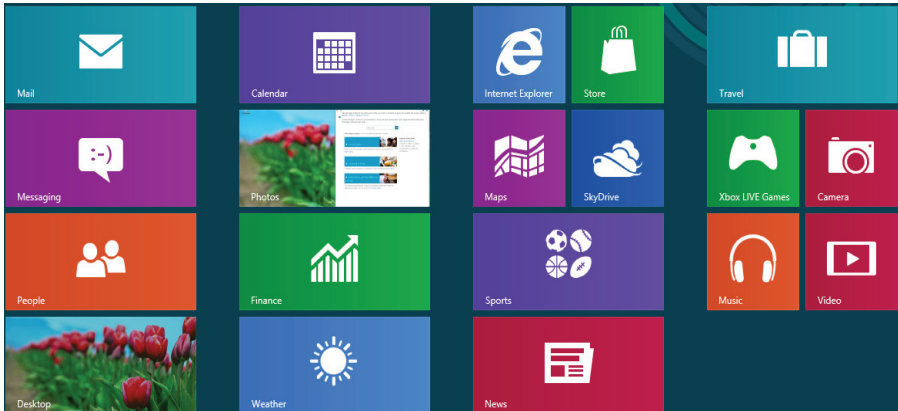 Mail
Calendar
Internet Explorer
Store
Travel
Messaging
:-)
Photos
Maps
SkyDrive
Xbox LIVE Games
Camera
People
Finance
Sports
Music
Video
Desktop
Weather
News